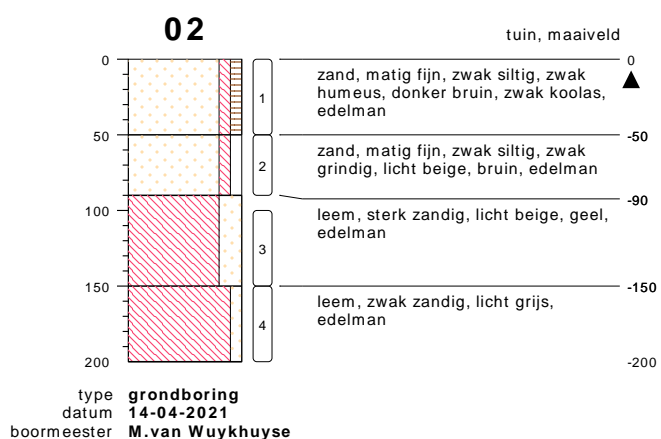 02
tuin, maaiveld
0
0
zand, matig fijn, zwak siltig, zwak
humeus, donker bruin, zwak koolas,
edelman
1
50
-50
zand, matig fijn, zwak siltig, zwak
grindig, licht beige, bruin, edelman
2
-90
100
leem, sterk zandig, licht beige, geel,
edelman
3
150
-150
leem, zwak zandig, licht grijs,
edelman
4
200
-200
type grondboring
datum 14-04-2021
boormeester M.van Wuykhuyse